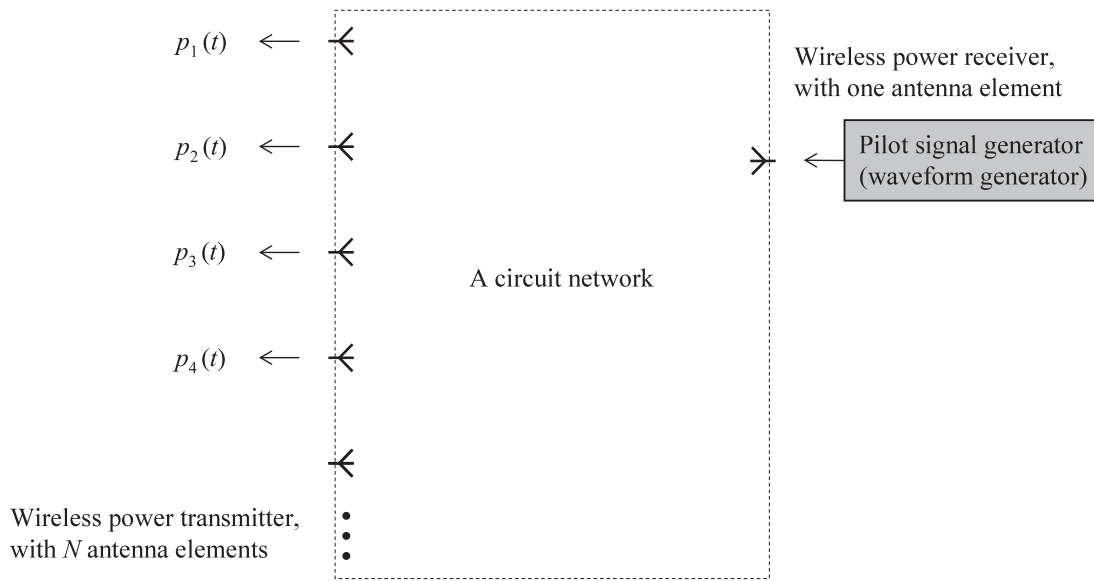 p₁(t)
Wireless power receiver,
with one antenna element
p₂(t)
Pilot signal generator
(waveform generator)
p₃(t)
A circuit network
p₄(t)
Wireless power transmitter,
with N antenna elements